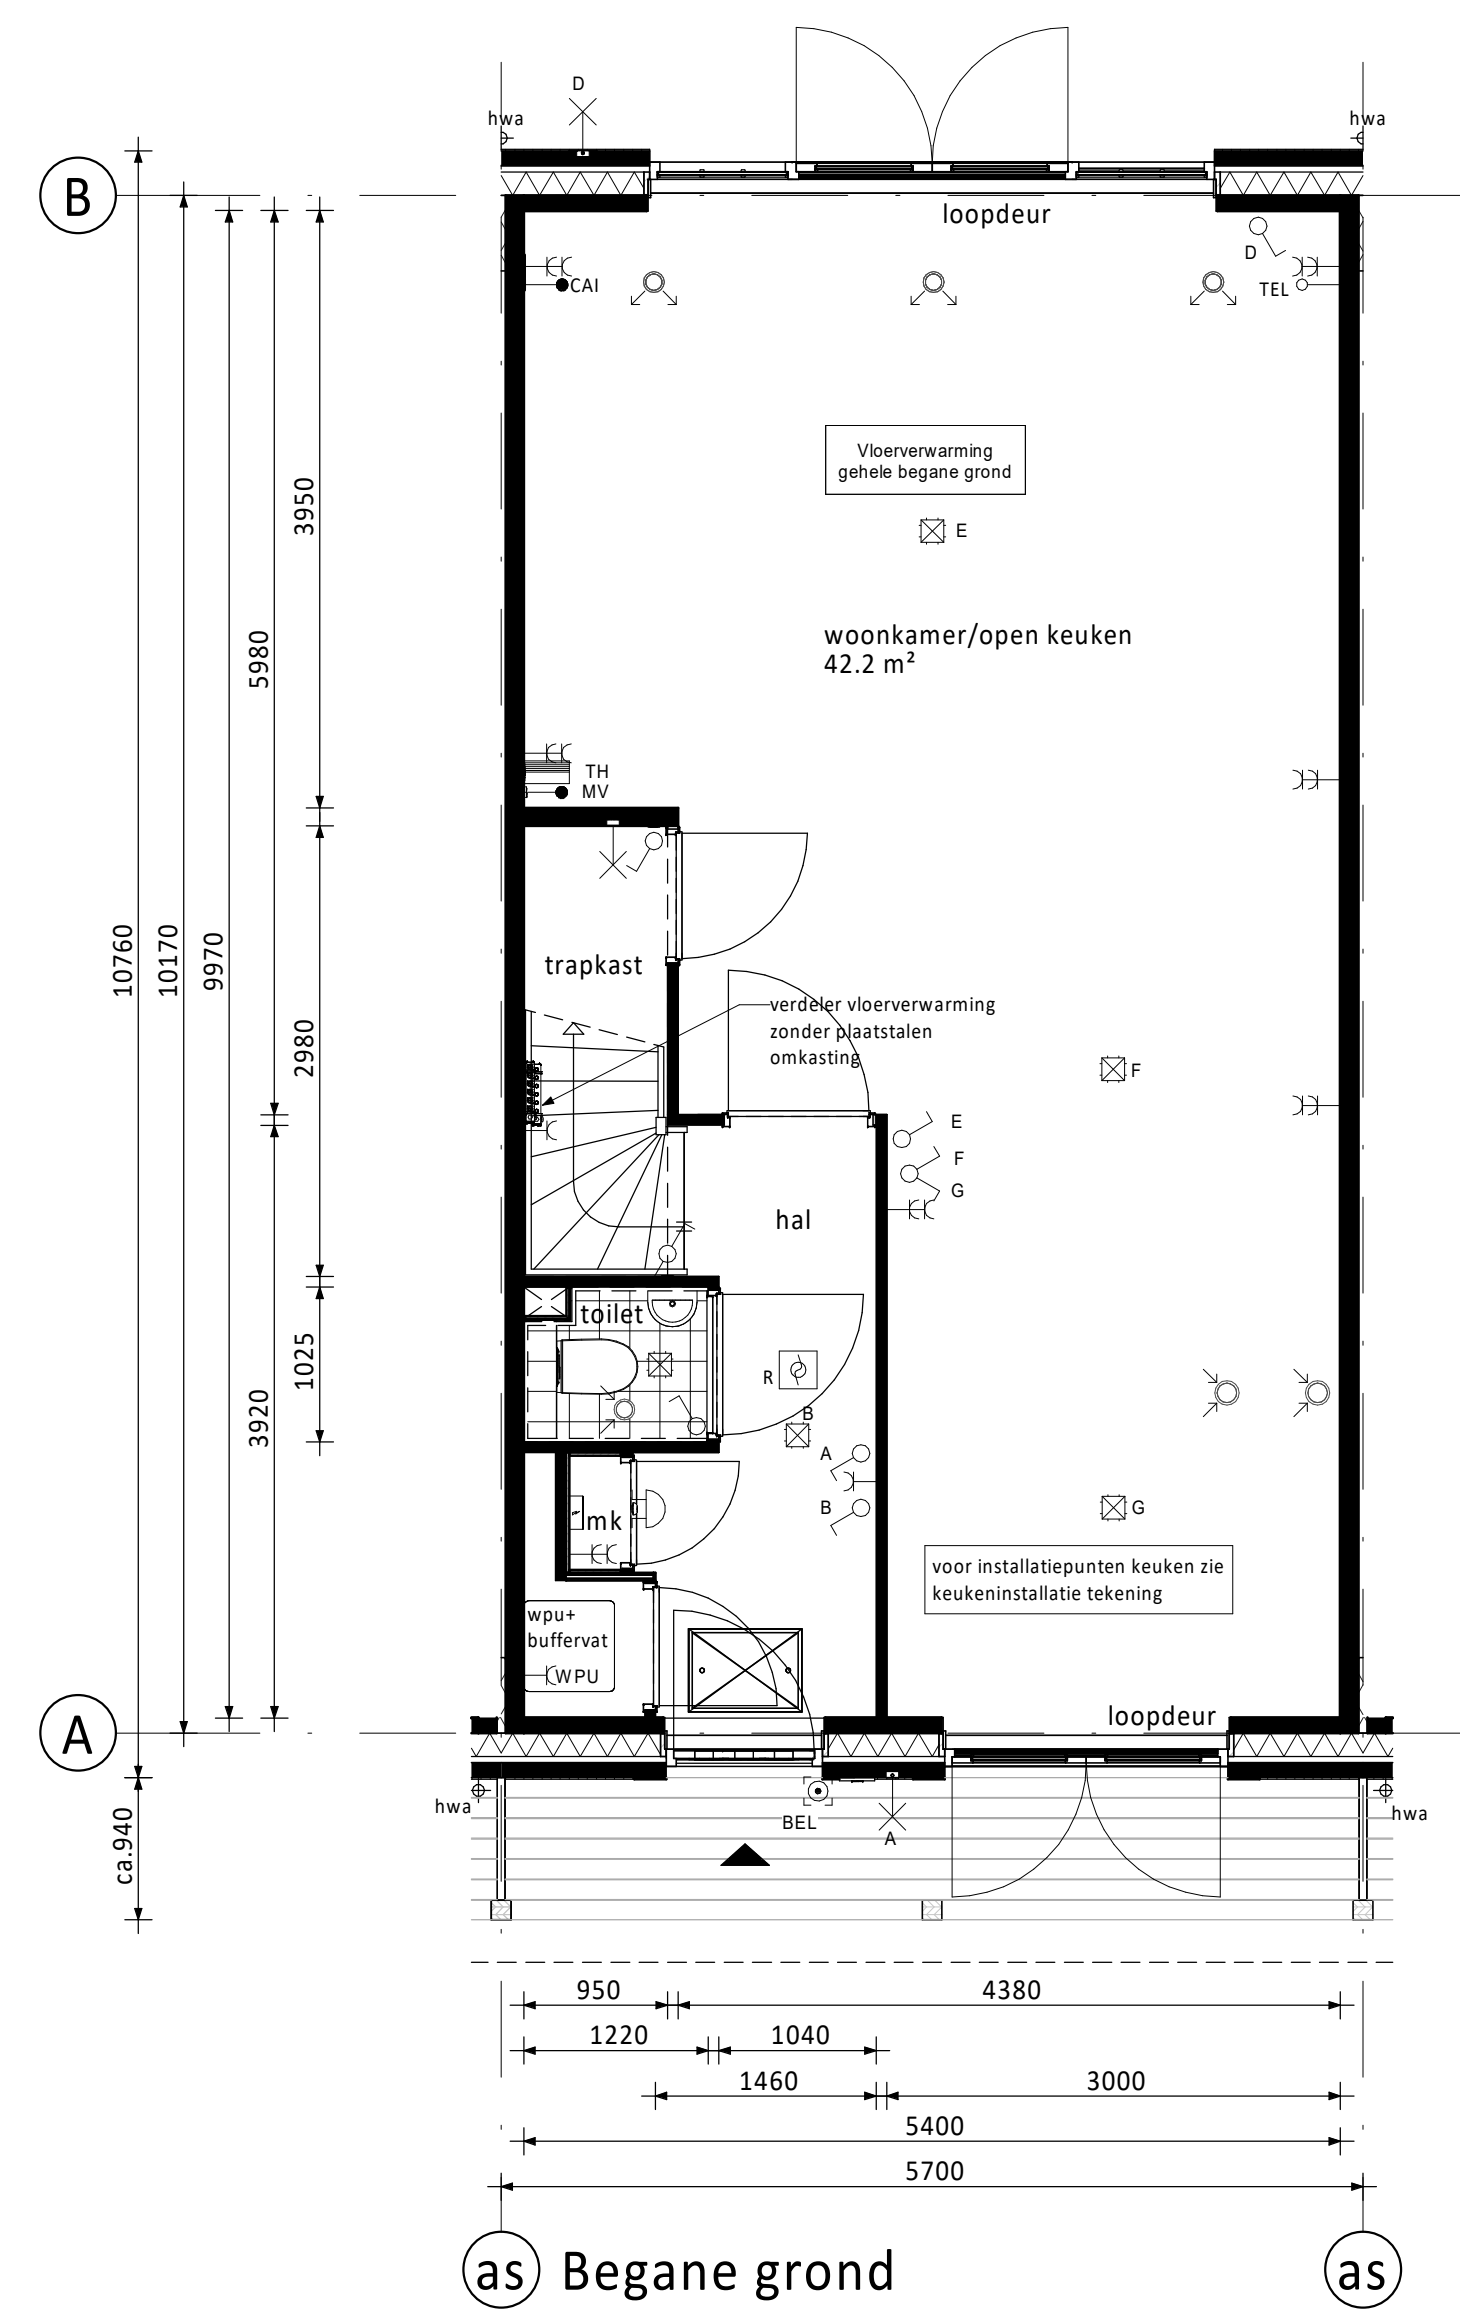 D
hwa
hwa
B
loopdeur
D
CAI
TEL
Vloerverwarming
gehele begane grond
E
woonkamer/open keuken
42.2 m²
TH
MV
trapkast
verdeler vloerverwarming
zonder plaatstalen
omkasting
F
E
F
G
hal
toilet
R
B
A
B
mk
G
voor installatiepunten keuken zie
keukeninstallatie tekening
wpu+
buffervat
WPU
loopdeur
A
hwa
BEL
A
hwa
10760
10170
9970
5980
3950
2980
1025
3920
ca.940
950
4380
1220
1040
1460
3000
5400
5700
as
Begane grond
as